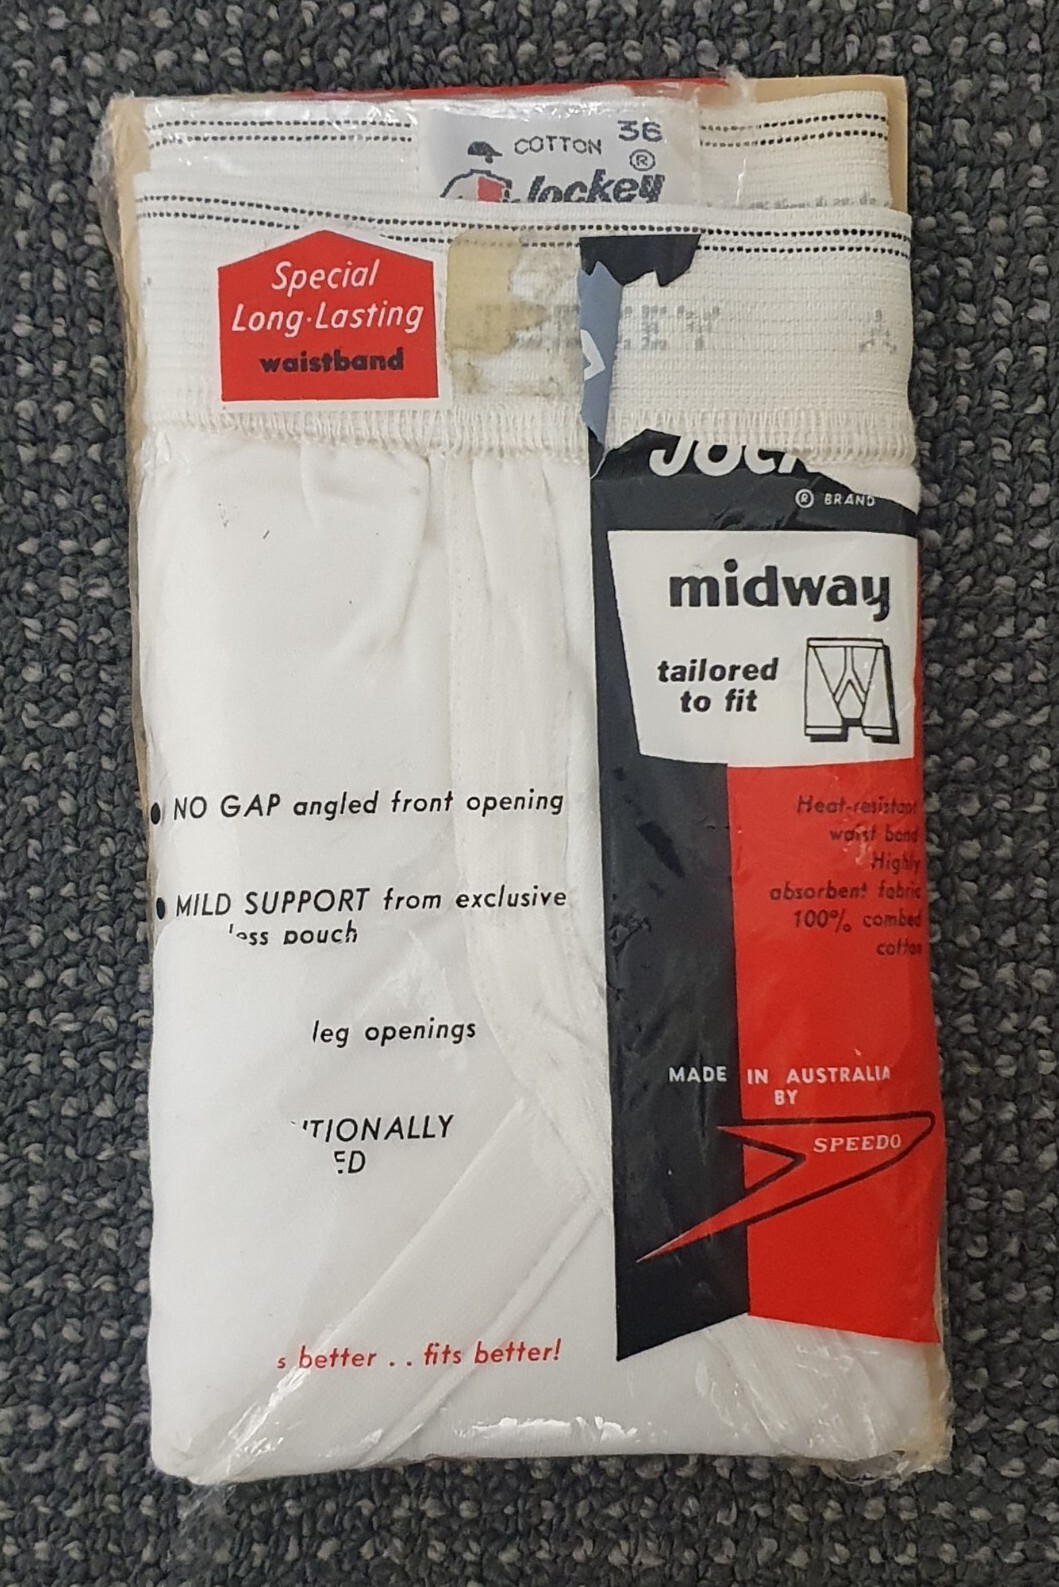 COTTON 36
®
Jockey
Special
Long·Lasting
waistband
® BRAND
midway
tailored
to fit
● NO GAP angled front opening
● MILD SUPPORT from exclusive
pouch
leg openings
Heat-resistant
waist band
Highly
absorbent fabric
100% combed
cotton
MADE IN AUSTRALIA
BY
SPEEDO
better . . fits better!